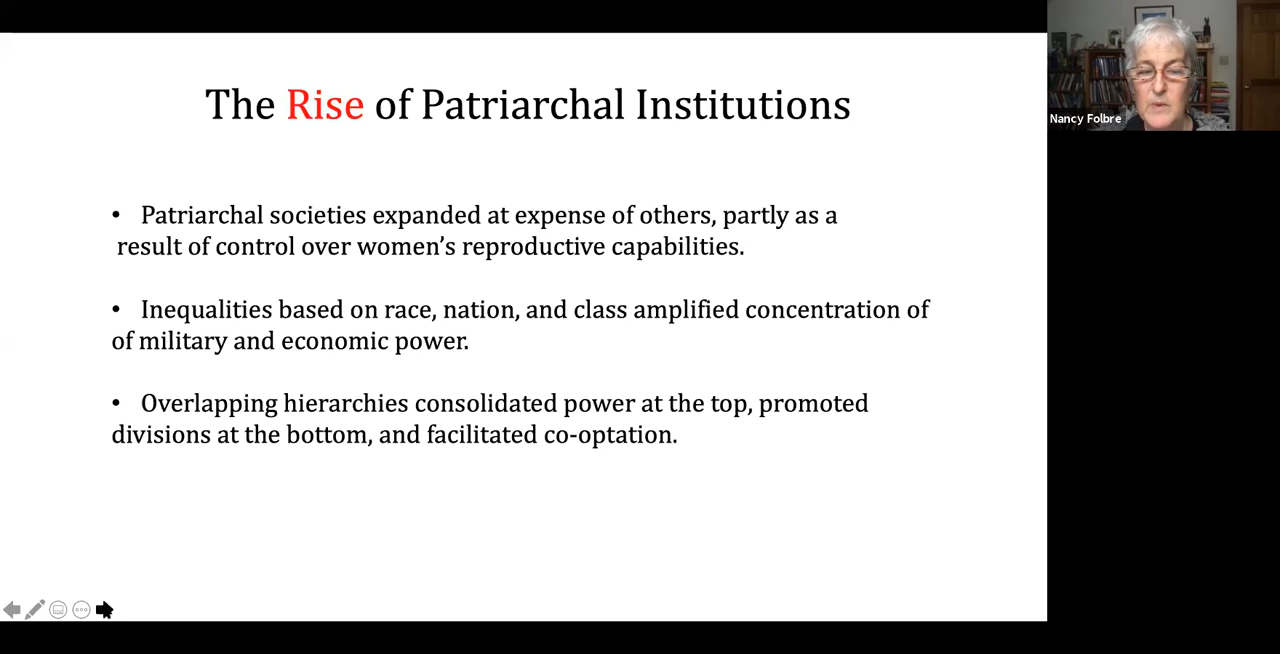 The Rise of Patriarchal Institutions
• Patriarchal societies expanded at expense of others, partly as a
result of control over women’s reproductive capabilities.
• Inequalities based on race, nation, and class amplified concentration of
of military and economic power.
• Overlapping hierarchies consolidated power at the top, promoted
divisions at the bottom, and facilitated co-optation.
Nancy Folbre